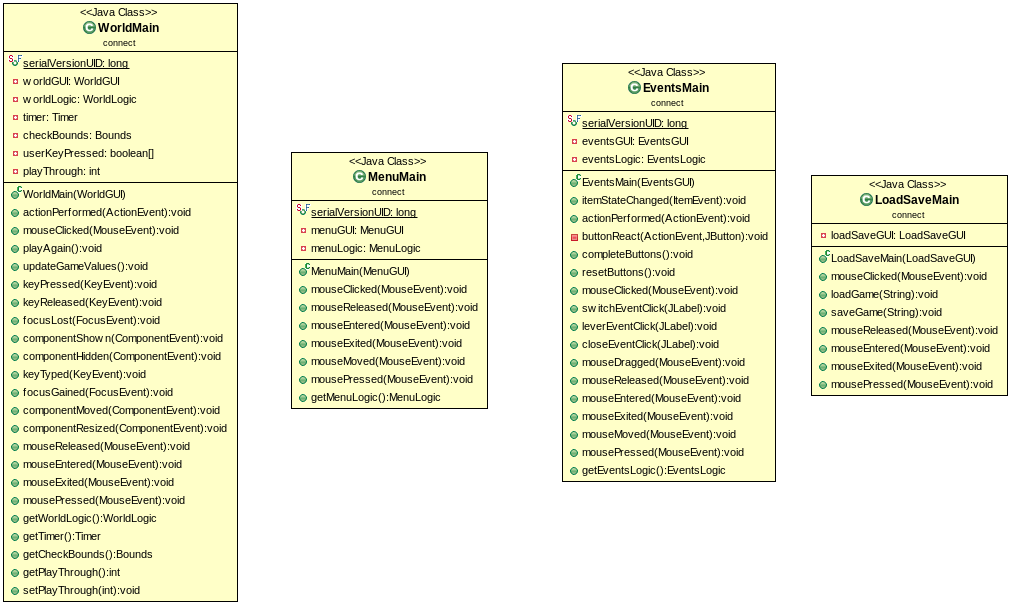 <<Java Class>>
WorldMain
connect
serialVersionUID: long
worldGUI: WorldGUI
worldLogic: WorldLogic
timer: Timer
checkBounds: Bounds
userKeyPressed: boolean[]
playThrough: int
WorldMain(WorldGUI)
actionPerformed(ActionEvent):void
mouseClicked(MouseEvent):void
playAgain():void
updateGameValues():void
keyPressed(KeyEvent):void
keyReleased(KeyEvent):void
focusLost(FocusEvent):void
componentShown(ComponentEvent):void
componentHidden(ComponentEvent):void
keyTyped(KeyEvent):void
focusGained(FocusEvent):void
componentMoved(ComponentEvent):void
componentResized(ComponentEvent):void
mouseReleased(MouseEvent):void
mouseEntered(MouseEvent):void
mouseExited(MouseEvent):void
mousePressed(MouseEvent):void
getWorldLogic():WorldLogic
getTimer():Timer
getCheckBounds():Bounds
getPlayThrough():int
setPlayThrough(int):void
<<Java Class>>
MenuMain
connect
serialVersionUID: long
menuGUI: MenuGUI
menuLogic: MenuLogic
MenuMain(MenuGUI)
mouseClicked(MouseEvent):void
mouseReleased(MouseEvent):void
mouseEntered(MouseEvent):void
mouseExited(MouseEvent):void
mouseMoved(MouseEvent):void
mousePressed(MouseEvent):void
getMenuLogic():MenuLogic
<<Java Class>>
EventsMain
connect
serialVersionUID: long
eventsGUI: EventsGUI
eventsLogic: EventsLogic
EventsMain(EventsGUI)
itemStateChanged(ItemEvent):void
actionPerformed(ActionEvent):void
buttonReact(ActionEvent,JButton):void
completeButtons():void
resetButtons():void
mouseClicked(MouseEvent):void
switchEventClick(JLabel):void
leverEventClick(JLabel):void
closeEventClick(JLabel):void
mouseDragged(MouseEvent):void
mouseReleased(MouseEvent):void
mouseEntered(MouseEvent):void
mouseExited(MouseEvent):void
mouseMoved(MouseEvent):void
mousePressed(MouseEvent):void
getEventsLogic():EventsLogic
<<Java Class>>
LoadSaveMain
connect
loadSaveGUI: LoadSaveGUI
LoadSaveMain(LoadSaveGUI)
mouseClicked(MouseEvent):void
loadGame(String):void
saveGame(String):void
mouseReleased(MouseEvent):void
mouseEntered(MouseEvent):void
mouseExited(MouseEvent):void
mousePressed(MouseEvent):void